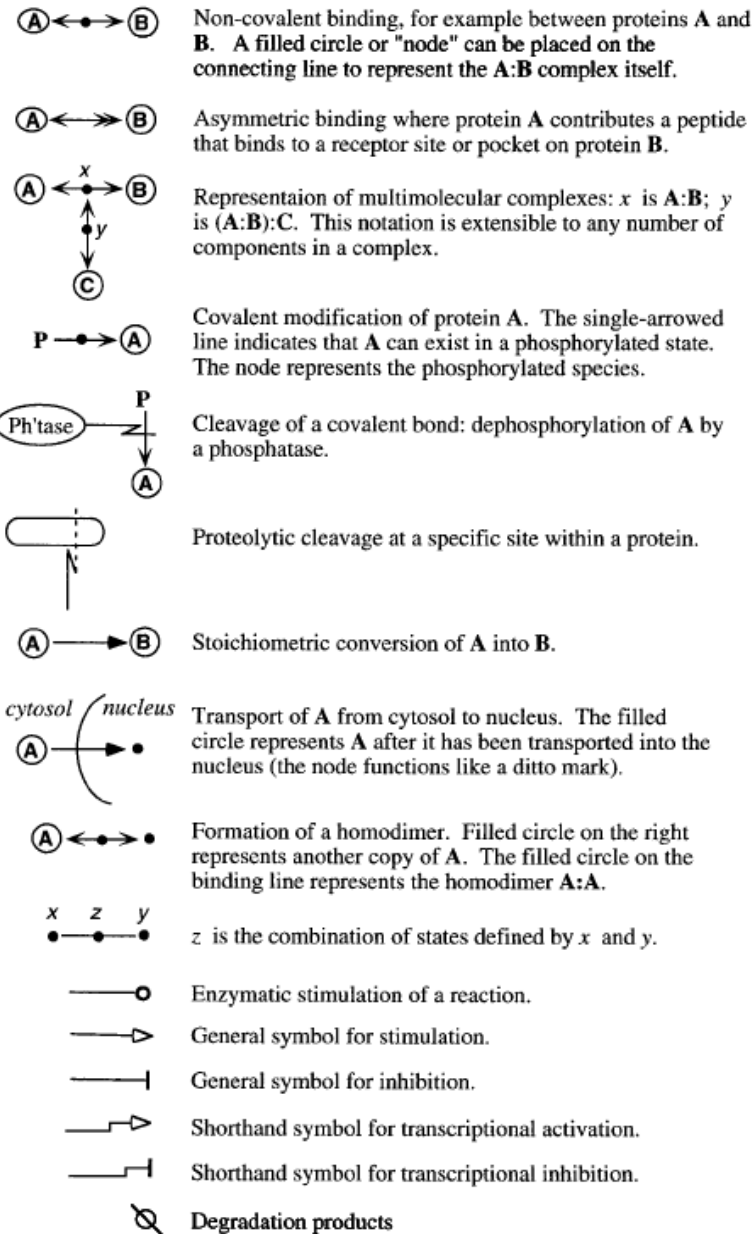 A B Non-covalent binding, for example between proteins A and
B. A filled circle or "node" can be placed on the
connecting line to represent the A:B complex itself.
A B Asymmetric binding where protein A contributes a peptide
that binds to a receptor site or pocket on protein B.
x
A B Representaion of multimolecular complexes: x is A:B; y
y is (A:B):C. This notation is extensible to any number of
components in a complex.
C
Covalent modification of protein A. The single-arrowed
P A line indicates that A can exist in a phosphorylated state.
The node represents the phosphorylated species.
P
Ph'tase Cleavage of a covalent bond: dephosphorylation of A by
a phosphatase.
A
Proteolytic cleavage at a specific site within a protein.
A B Stoichiometric conversion of A into B.
cytosol nucleus Transport of A from cytosol to nucleus. The filled
A circle represents A after it has been transported into the
nucleus (the node functions like a ditto mark).
A Formation of a homodimer. Filled circle on the right
represents another copy of A. The filled circle on the
binding line represents the homodimer A:A.
x z y
z is the combination of states defined by x and y.
Enzymatic stimulation of a reaction.
General symbol for stimulation.
General symbol for inhibition.
Shorthand symbol for transcriptional activation.
Shorthand symbol for transcriptional inhibition.
Degradation products